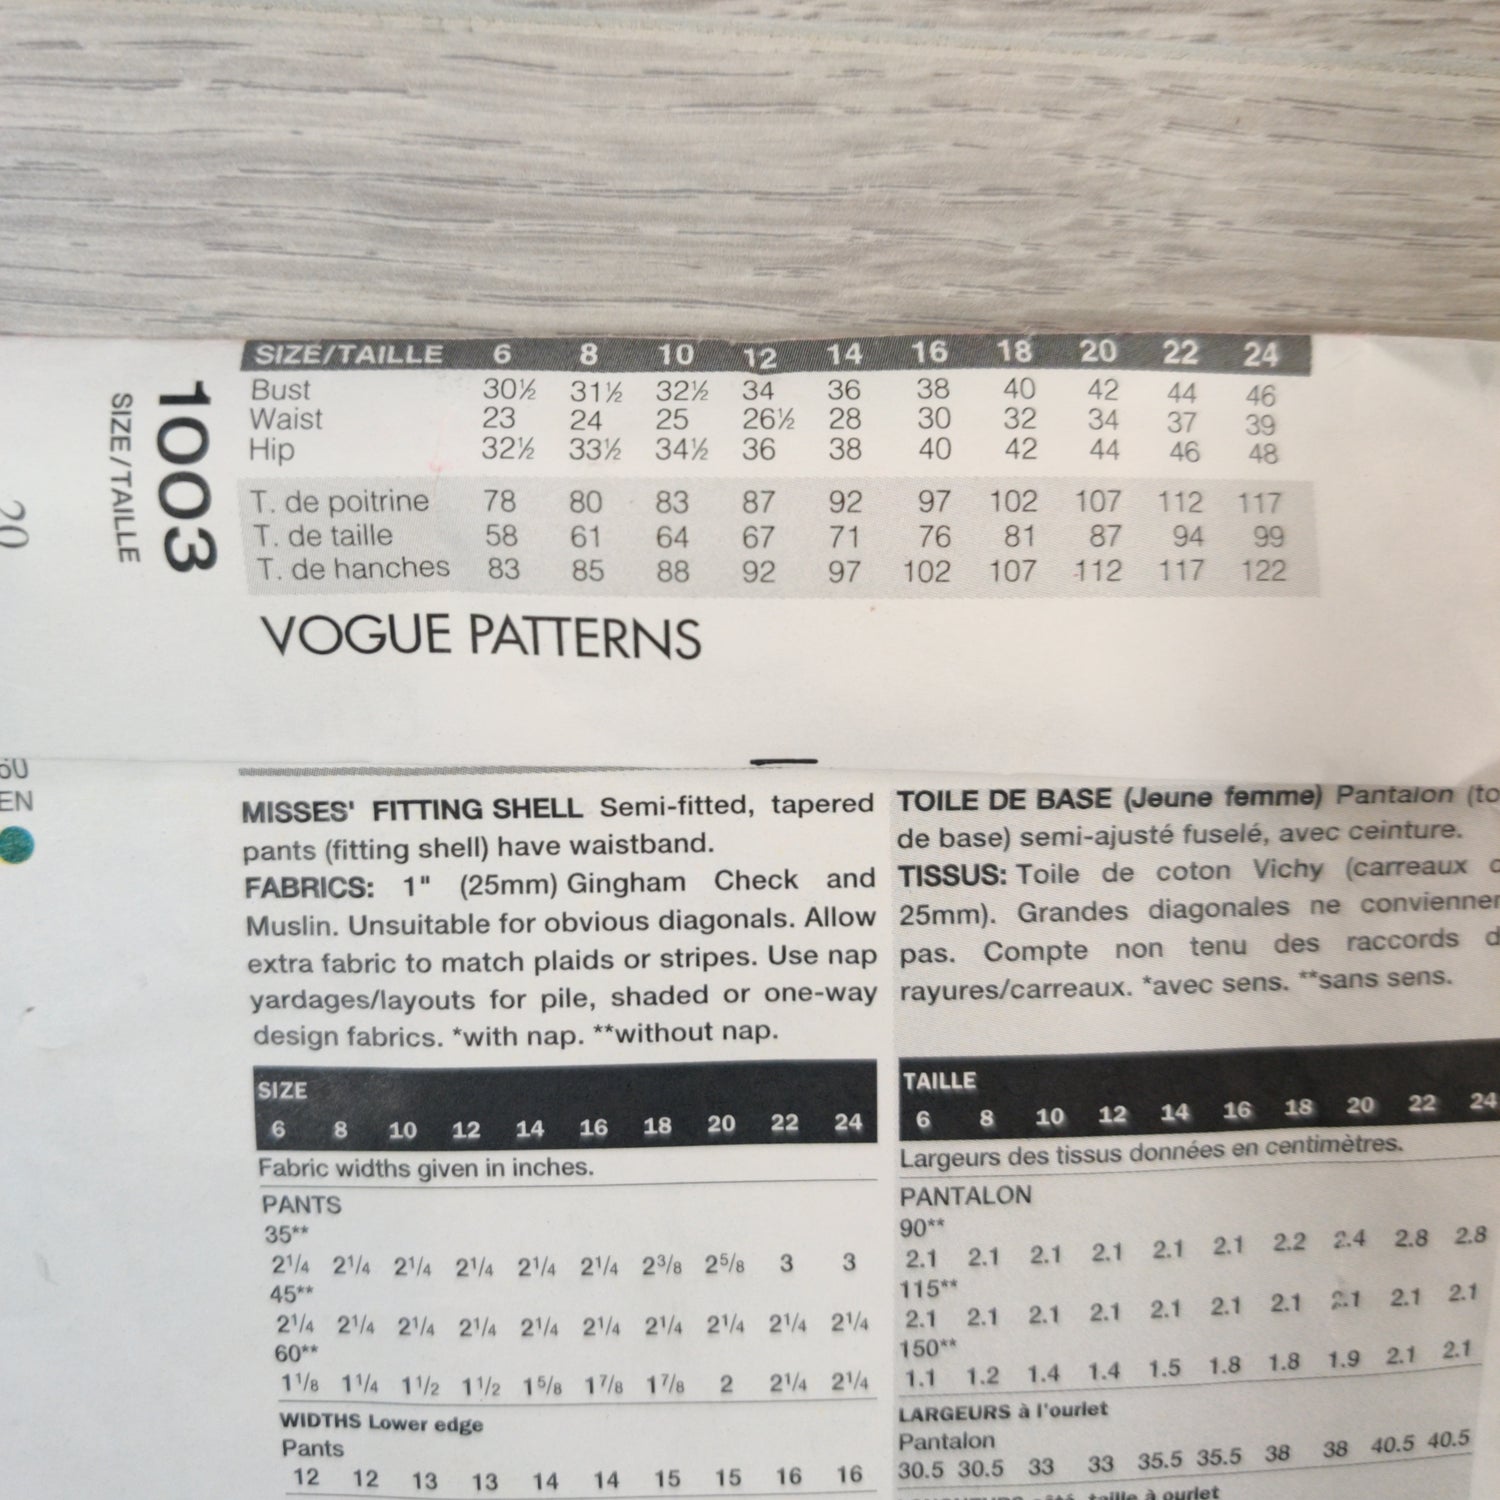 SIZE/TAILLE 6 8 10 12 14 16 18 20 22 24
Bust 30½ 31½ 32½ 34 36 38 40 42 44 46
Waist 23 24 25 26½ 28 30 32 34 37 39
Hip 32½ 33½ 34½ 36 38 40 42 44 46 48
T. de poitrine 78 80 83 87 92 97 102 107 112 117
T. de taille 58 61 64 67 71 76 81 87 94 99
T. de hanches 83 85 88 92 97 102 107 112 117 122
VOGUE PATTERNS
1003
SIZE/TAILLE
20
EN
MISSES' FITTING SHELL Semi-fitted, tapered
pants (fitting shell) have waistband.
FABRICS: 1" (25mm) Gingham Check and
Muslin. Unsuitable for obvious diagonals. Allow
extra fabric to match plaids or stripes. Use nap
yardages/layouts for pile, shaded or one-way
design fabrics. *with nap. **without nap.
SIZE
6 8 10 12 14 16 18 20 22 24
Fabric widths given in inches.
PANTS
35**
2¹/4 2¹/4 2¹/4 2¹/4 2¹/4 2¹/4 2³/8 2⁵/8 3 3
45**
2¹/4 2¹/4 2¹/4 2¹/4 2¹/4 2¹/4 2¹/4 2¹/4 2¹/4 2¹/4
60**
1¹/8 1¹/4 1¹/2 1¹/2 1⁵/8 1⁷/8 1⁷/8 2 2¹/4 2¹/4
WIDTHS Lower edge
Pants
12 12 13 13 14 14 15 15 16 16
TOILE DE BASE (Jeune femme) Pantalon
de base) semi-ajusté fuselé, avec ceinture.
TISSUS: Toile de coton Vichy (carreaux
25mm). Grandes diagonales ne
pas. Compte non tenu des raccords
rayures/carreaux. *avec sens. **sans sens.
TAILLE
6 8 10 12 14 16 18 20 22 24
Largeurs des tissus données en centimètres.
PANTALON
90**
2.1 2.1 2.1 2.1 2.1 2.1 2.2 2.4 2.8 2.8
115**
2.1 2.1 2.1 2.1 2.1 2.1 2.1 2.1 2.1 2.1
150**
1.1 1.2 1.4 1.4 1.5 1.8 1.8 1.9 2.1 2.1
LARGEURS à l'ourlet
Pantalon
30.5 30.5 33 33 35.5 35.5 38 38 40.5 40.5
taille à ourlet